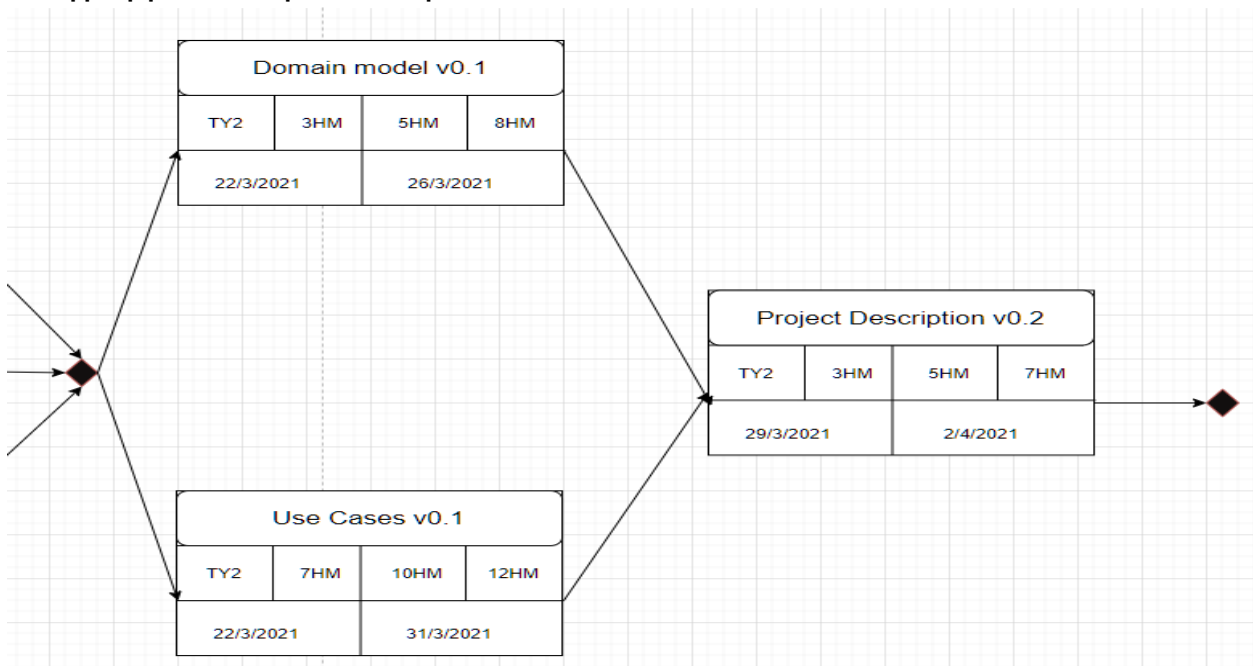 Domain model v0.1
TY2 3HM 5HM 8HM
22/3/2021 26/3/2021
Project Description v0.2
TY2 3HM 5HM 7HM
29/3/2021 2/4/2021
Use Cases v0.1
TY2 7HM 10HM 12HM
22/3/2021 31/3/2021